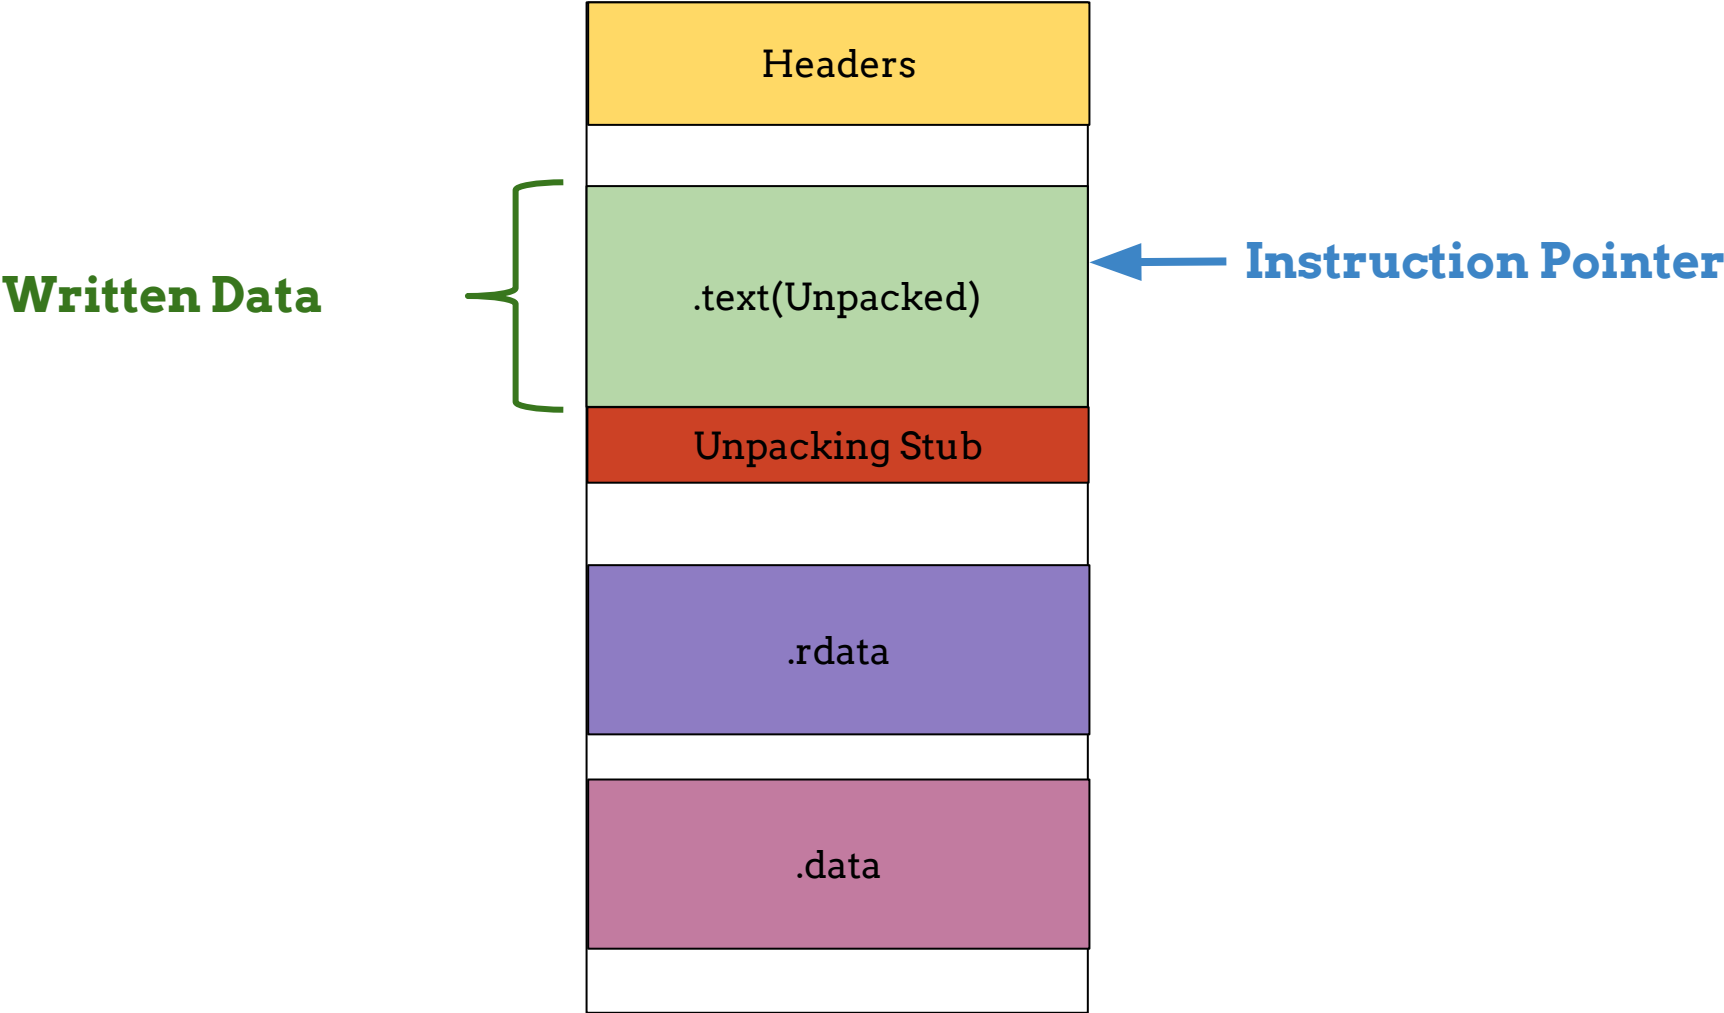 Headers
Instruction Pointer
Written Data
.text(Unpacked)
Unpacking Stub
.rdata
.data